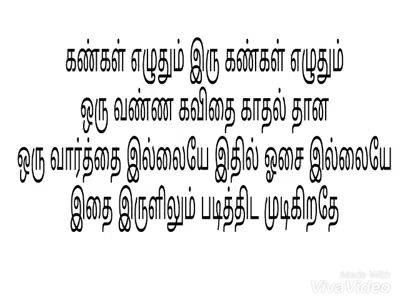 கண்கள் எழுதும் இரு கண்கள் எழுதும்
ஒரு வண்ண கவிதை காதல் தான
ஒரு வார்த்தை இல்லையே இதில் ஓசை இல்லையே
இதை இருளிலும் படித்திட முடிகிறதே
Made With
VivaVideo